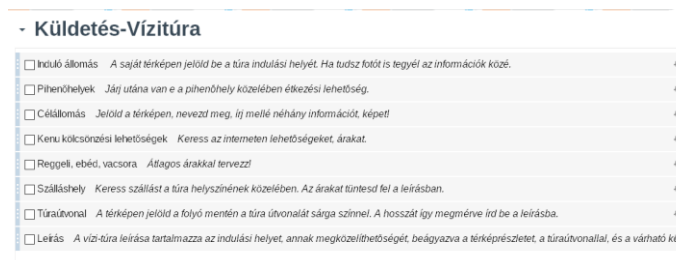 Küldetés-Vízitúra
Induló állomás A saját térképen jelöld be a túra indulási helyét. Ha tudsz fotót is tegyél az információk közé.
Pihenőhelyek Járj utána van e a pihenőhely közelében étkezési lehetőség.
Célállomás Jelöld a térképen, nevezd meg, írj mellé néhány információt, képet!
Kenu kölcsönzési lehetőségek Keress az interneten lehetőségeket, árakat.
Reggeli, ebéd, vacsora Átlagos árakkal tervezz!
Szálláshely Keress szállást a túra helyszínének közelében. Az árakat tüntesd fel a leírásban.
Túraútvonal A térképen jelöld a folyó mentén a túra útvonalát sárga színnel. A hosszát így megmérve írd be a leírásba.
Leírás A vízi-túra leírása tartalmazza az indulási helyet, annak megközelíthetőségét, beágyazva a térképrészletet, a túraútvonallal, és a várható